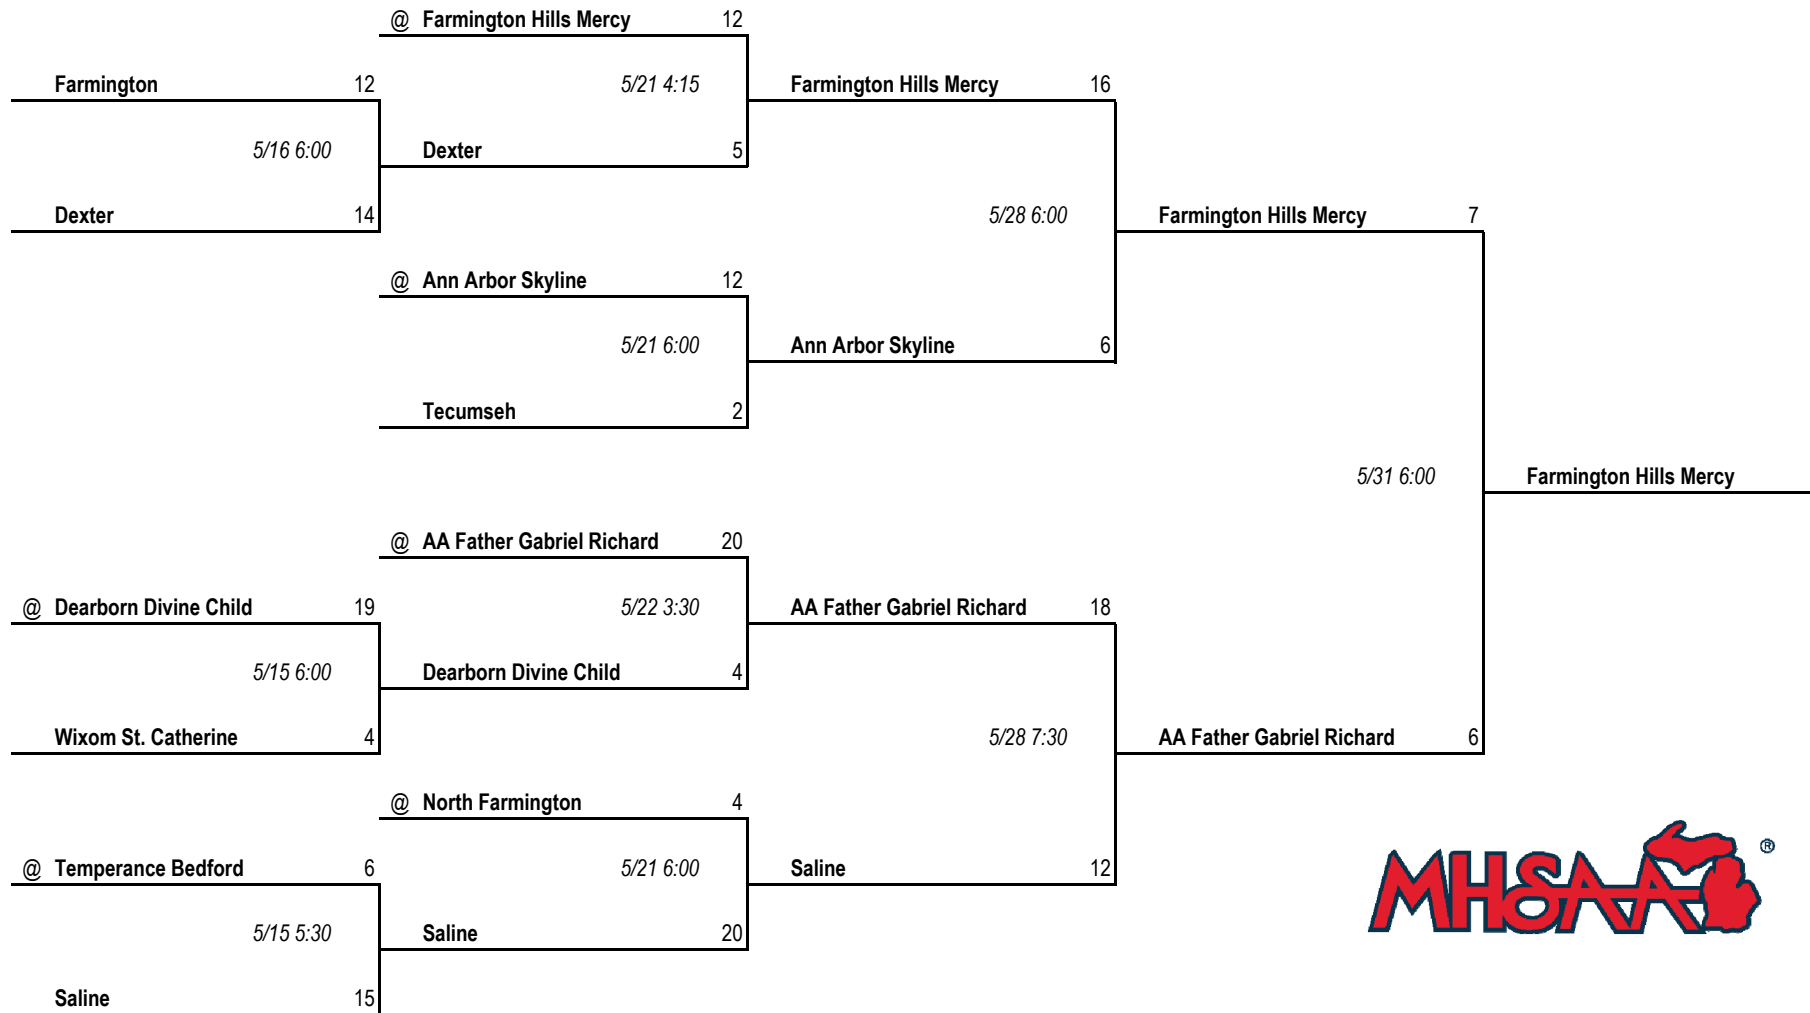 @ Farmington Hills Mercy 12
Farmington 12 5/21 4:15 Farmington Hills Mercy 16
5/16 6:00 Dexter 5
Dexter 14 5/28 6:00 Farmington Hills Mercy 7
@ Ann Arbor Skyline 12
5/21 6:00 Ann Arbor Skyline 6
Tecumseh 2
5/31 6:00 Farmington Hills Mercy
@ AA Father Gabriel Richard 20
@ Dearborn Divine Child 19 5/22 3:30 AA Father Gabriel Richard 18
5/15 6:00 Dearborn Divine Child 4
Wixom St. Catherine 4 5/28 7:30 AA Father Gabriel Richard 6
@ North Farmington 4
@ Temperance Bedford 6 5/21 6:00 Saline 12
MHSAA ®
5/15 5:30 Saline 20
Saline 15